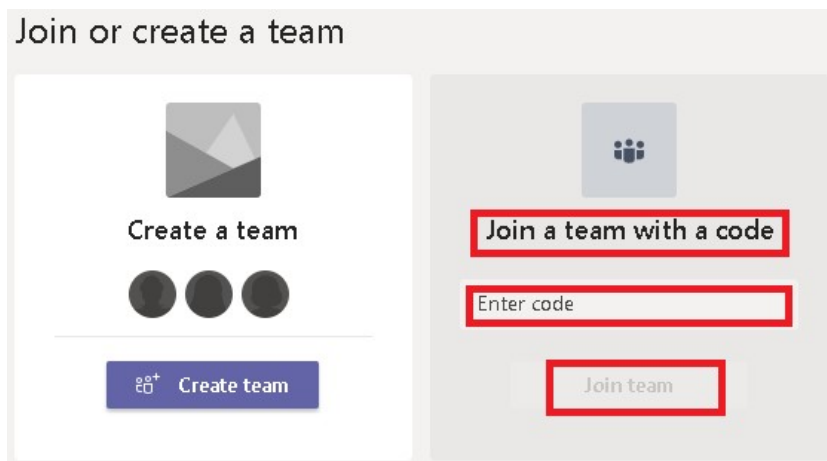 Join or create a team
Create a team
Create team
Join a team with a code
Enter code
Join team